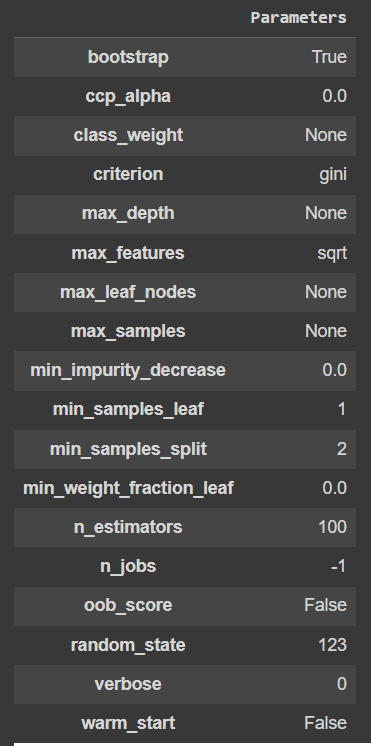 Parameters
bootstrap True
ccp_alpha 0.0
class_weight None
criterion gini
max_depth None
max_features sqrt
max_leaf_nodes None
max_samples None
min_impurity_decrease 0.0
min_samples_leaf 1
min_samples_split 2
min_weight_fraction_leaf 0.0
n_estimators 100
n_jobs -1
oob_score False
random_state 123
verbose 0
warm_start False